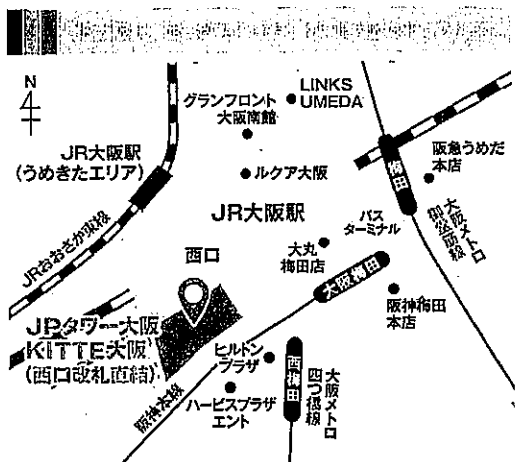 N
LINKS
UMEDA
グランフロント
大阪南館
JR大阪駅
(うめきたエリア)
ルクア大阪
梅田
阪急うめだ
本店
JR大阪駅
バス
ターミナル
大阪メトロ
御堂筋線
JRおおさか東線
西口
大丸
梅田店
大阪梅田
阪神梅田
本店
JPタワー大阪
KITTE大阪
(西口改札直結)
ヒルトン
プラザ
西梅田
大阪メトロ
四つ橋線
阪神本線
ハービスプラザ
エント